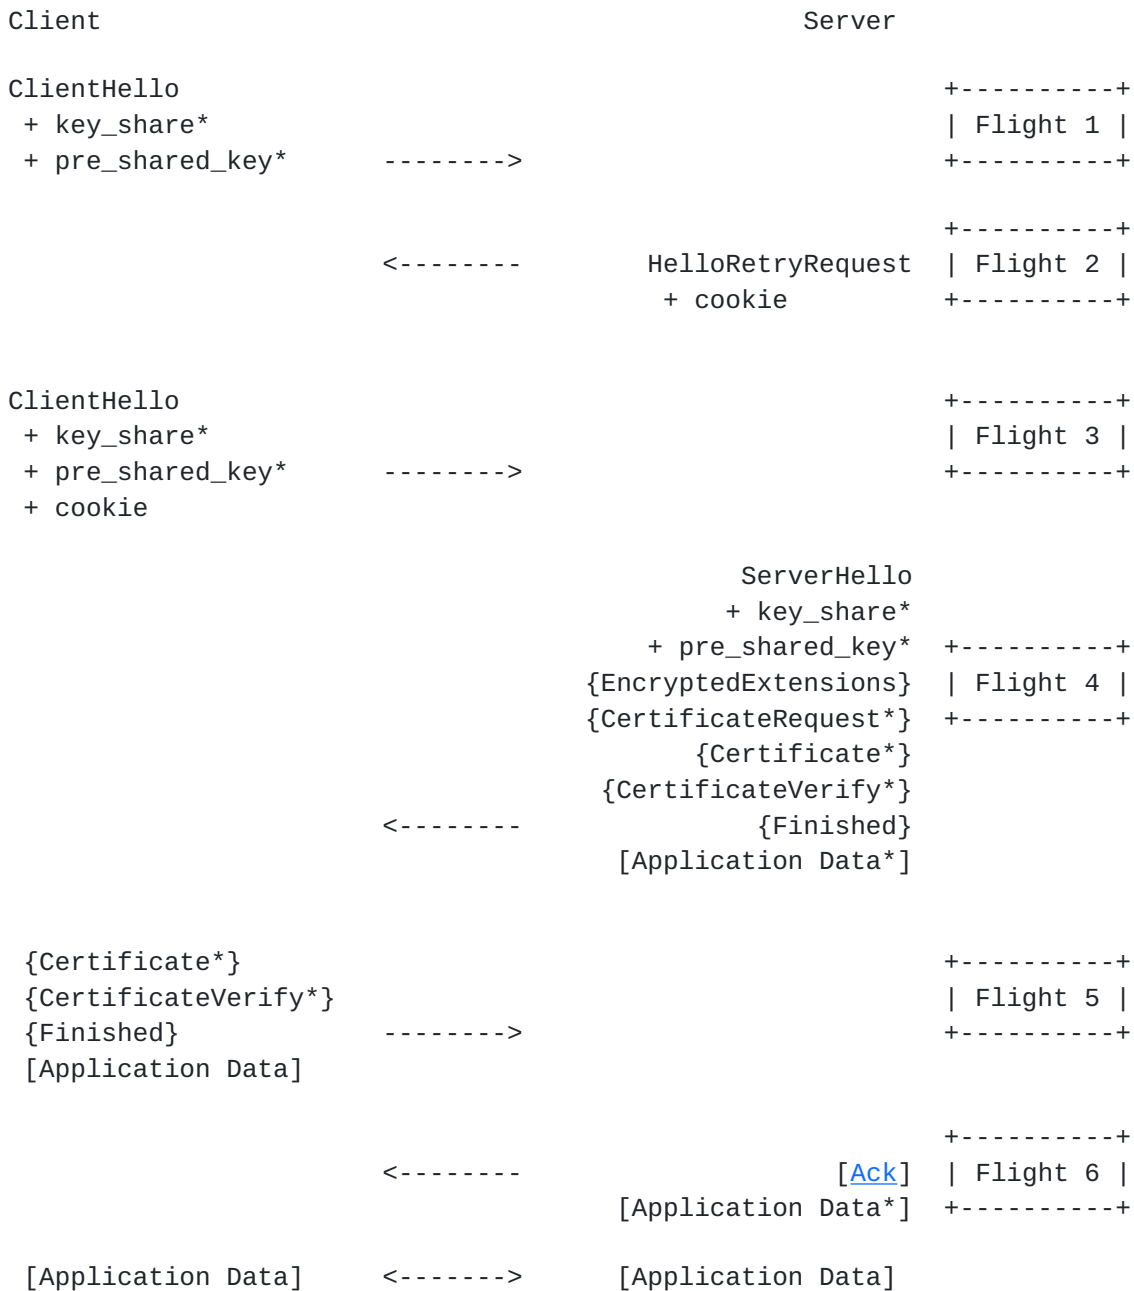 Client                                             Server

ClientHello                                                 +----------+
 + key_share*                                               | Flight 1 |
 + pre_shared_key*      -------->                           +----------+

                                                            +----------+
                        <--------        HelloRetryRequest  | Flight 2 |
                                          + cookie          +----------+


ClientHello                                                 +----------+
 + key_share*                                               | Flight 3 |
 + pre_shared_key*      -------->                           +----------+
 + cookie

                                               ServerHello
                                              + key_share*
                                         + pre_shared_key*  +----------+
                                     {EncryptedExtensions}  | Flight 4 |
                                     {CertificateRequest*}  +----------+
                                            {Certificate*}
                                      {CertificateVerify*}
                        <--------               {Finished}
                                       [Application Data*]


 {Certificate*}                                             +----------+
 {CertificateVerify*}                                       | Flight 5 |
 {Finished}             -------->                           +----------+
 [Application Data]

                                                            +----------+
                        <--------                    [Ack]  | Flight 6 |
                                       [Application Data*]  +----------+

 [Application Data]     <------->      [Application Data]